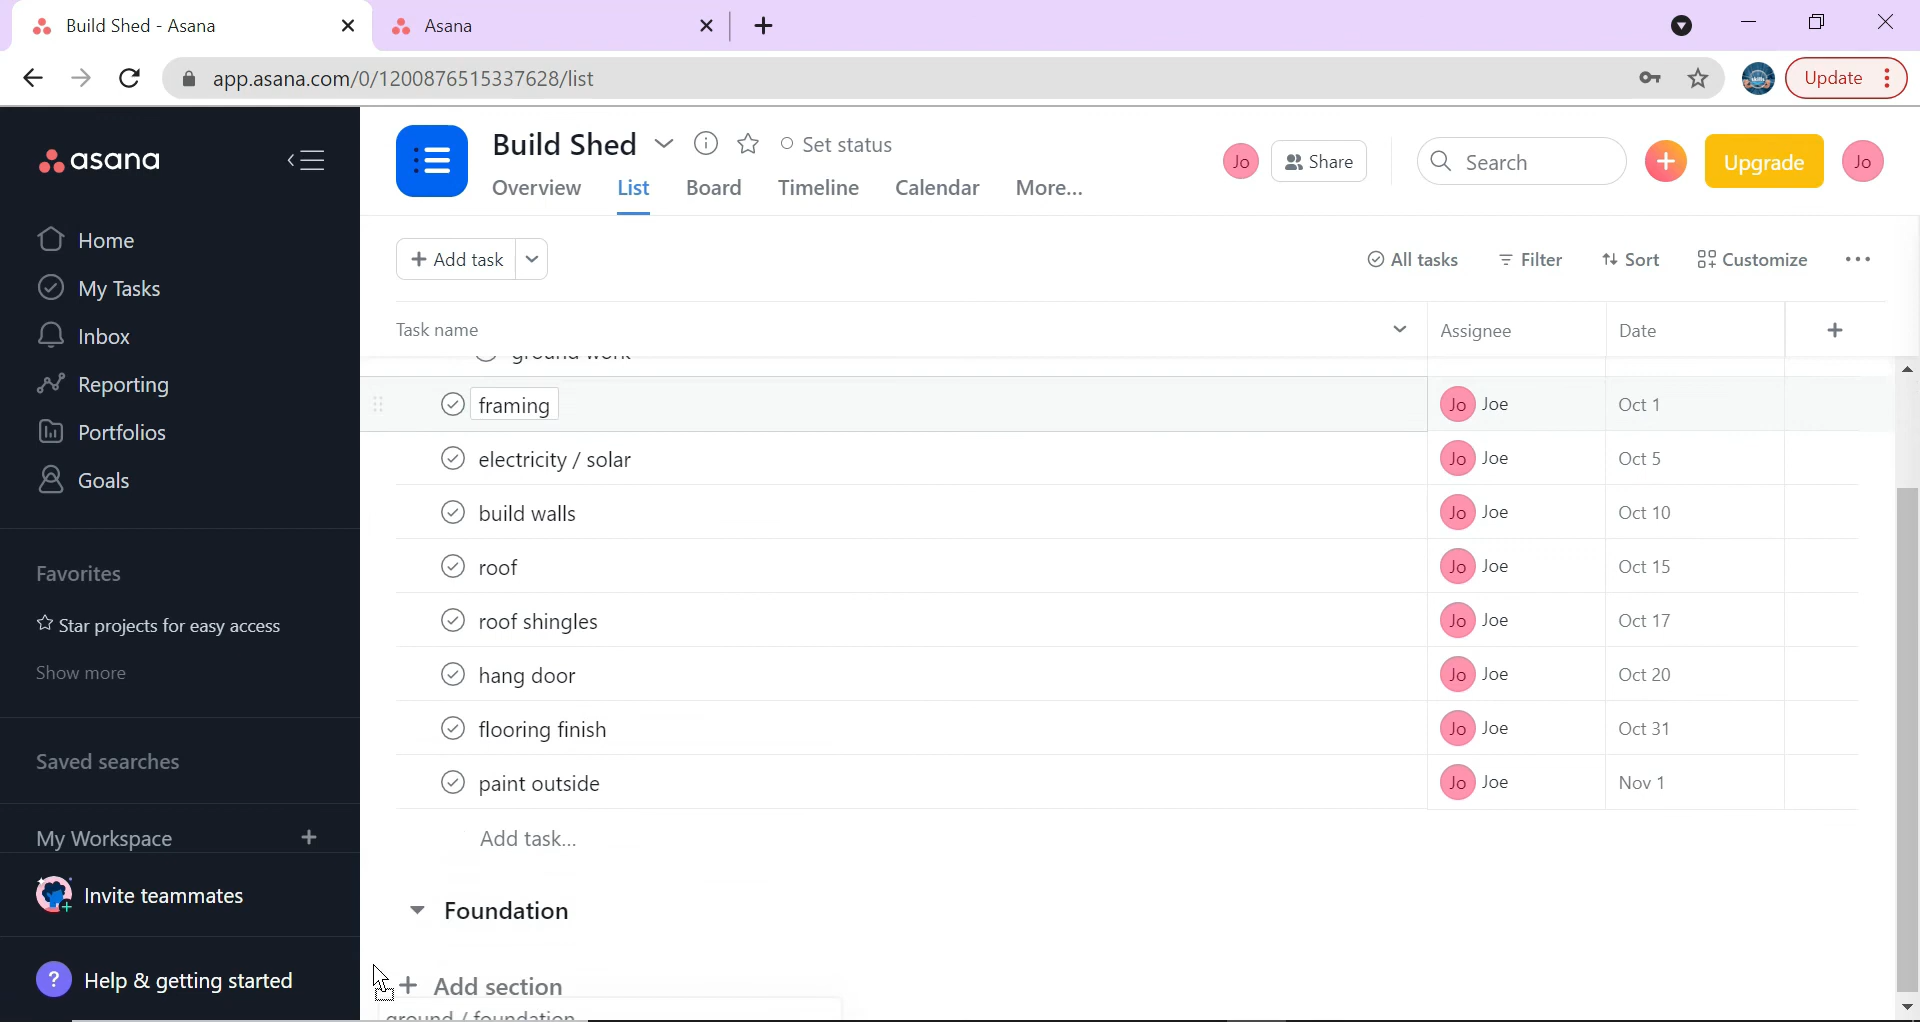 Build Shed - Asana
Asana
app.asana.com/0/1200876515337628/list
Update
asana
Build Shed
Set status
Jo
Share
Search
Upgrade
Jo
Overview
List
Board
Timeline
Calendar
More...
Home
My Tasks
Inbox
Reporting
Portfolios
Goals
Favorites
Star projects for easy access
Show more
Saved searches
My Workspace
Invite teammates
? Help & getting started
+ Add task
All tasks
Filter
Sort
Customize
Task name
Assignee
Date
ground work
framing Jo Joe Oct 1
electricity / solar Jo Joe Oct 5
build walls Jo Joe Oct 10
roof Jo Joe Oct 15
roof shingles Jo Joe Oct 17
hang door Jo Joe Oct 20
flooring finish Jo Joe Oct 31
paint outside Jo Joe Nov 1
Add task...
Foundation
+ Add section
ground / foundation